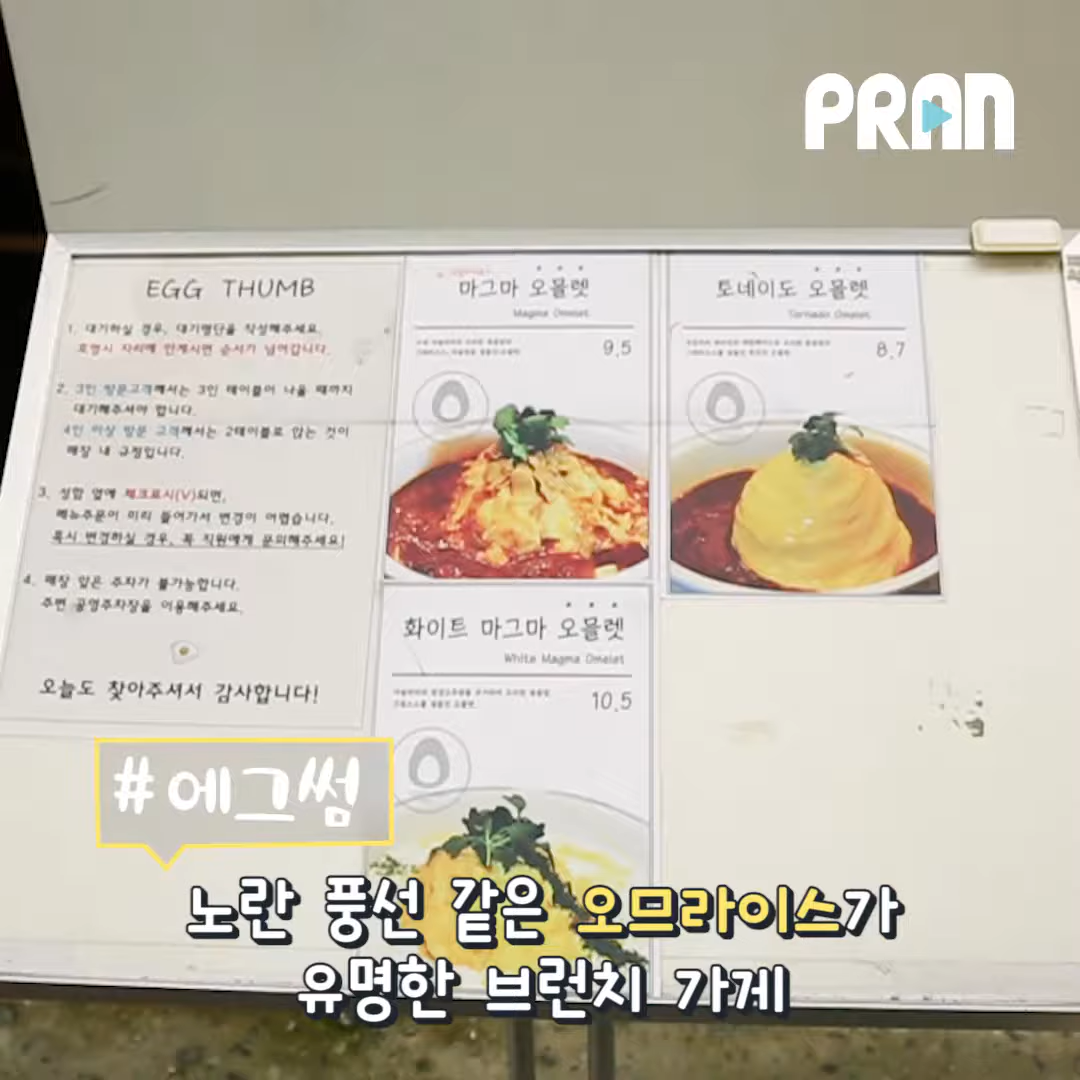 PRAN
EGG THUMB
1. 대기하실 경우, 대기명단을 작성해주세요.
호명시 자리에 안계시면 순서가 넘어갑니다.
2. 3인 방문고객께서는 3인 테이블이 나올 때까지
대기해주셔야 합니다.
4인 이상 방문 고객께서는 2테이블로 앉는 것이
매장 내 규정입니다.
3. 성함 옆에 체크표시(V)되면,
메뉴주문이 미리 들어가서 변경이 어렵습니다.
혹시 변경하실 경우, 꼭 직원에게 문의해주세요!
4. 매장 앞은 주차가 불가능합니다.
주변 공영주차장을 이용해주세요.
오늘도 찾아주셔서 감사합니다!
마그마 오믈렛
Magma Omelet
9.5
토네이도 오믈렛
Tornado Omelet
8.7
화이트 마그마 오믈렛
White Magma Omelet
10.5
#에그썸
노란 풍선 같은 오므라이스가
유명한 브런치 가게